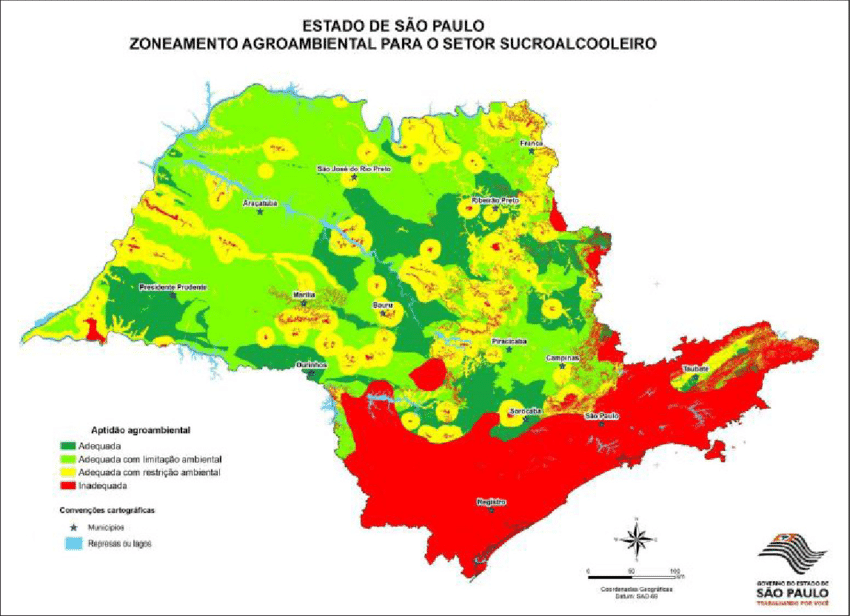 ESTADO DE SÃO PAULO
ZONEAMENTO AGROAMBIENTAL PARA O SETOR SUCROALCOOLEIRO
Franca
São José do Rio Preto
Araçatuba
Ribeirão Preto
Presidente Prudente
Marília
Bauru
Piracicaba
Campinas
Ourinhos
Taubaté
Sorocaba
São Paulo
Registro
Aptidão agroambiental
Adequada
Adequada com limitação ambiental
Adequada com restrição ambiental
Inadequada
Convenções cartográficas
Municípios
Represas ou lagos
N
0 50 100
km
Coordenadas Geográficas
Datum: SAD-69
GOVERNO DO ESTADO DE
SÃO PAULO
TRABALHANDO POR VOCÊ